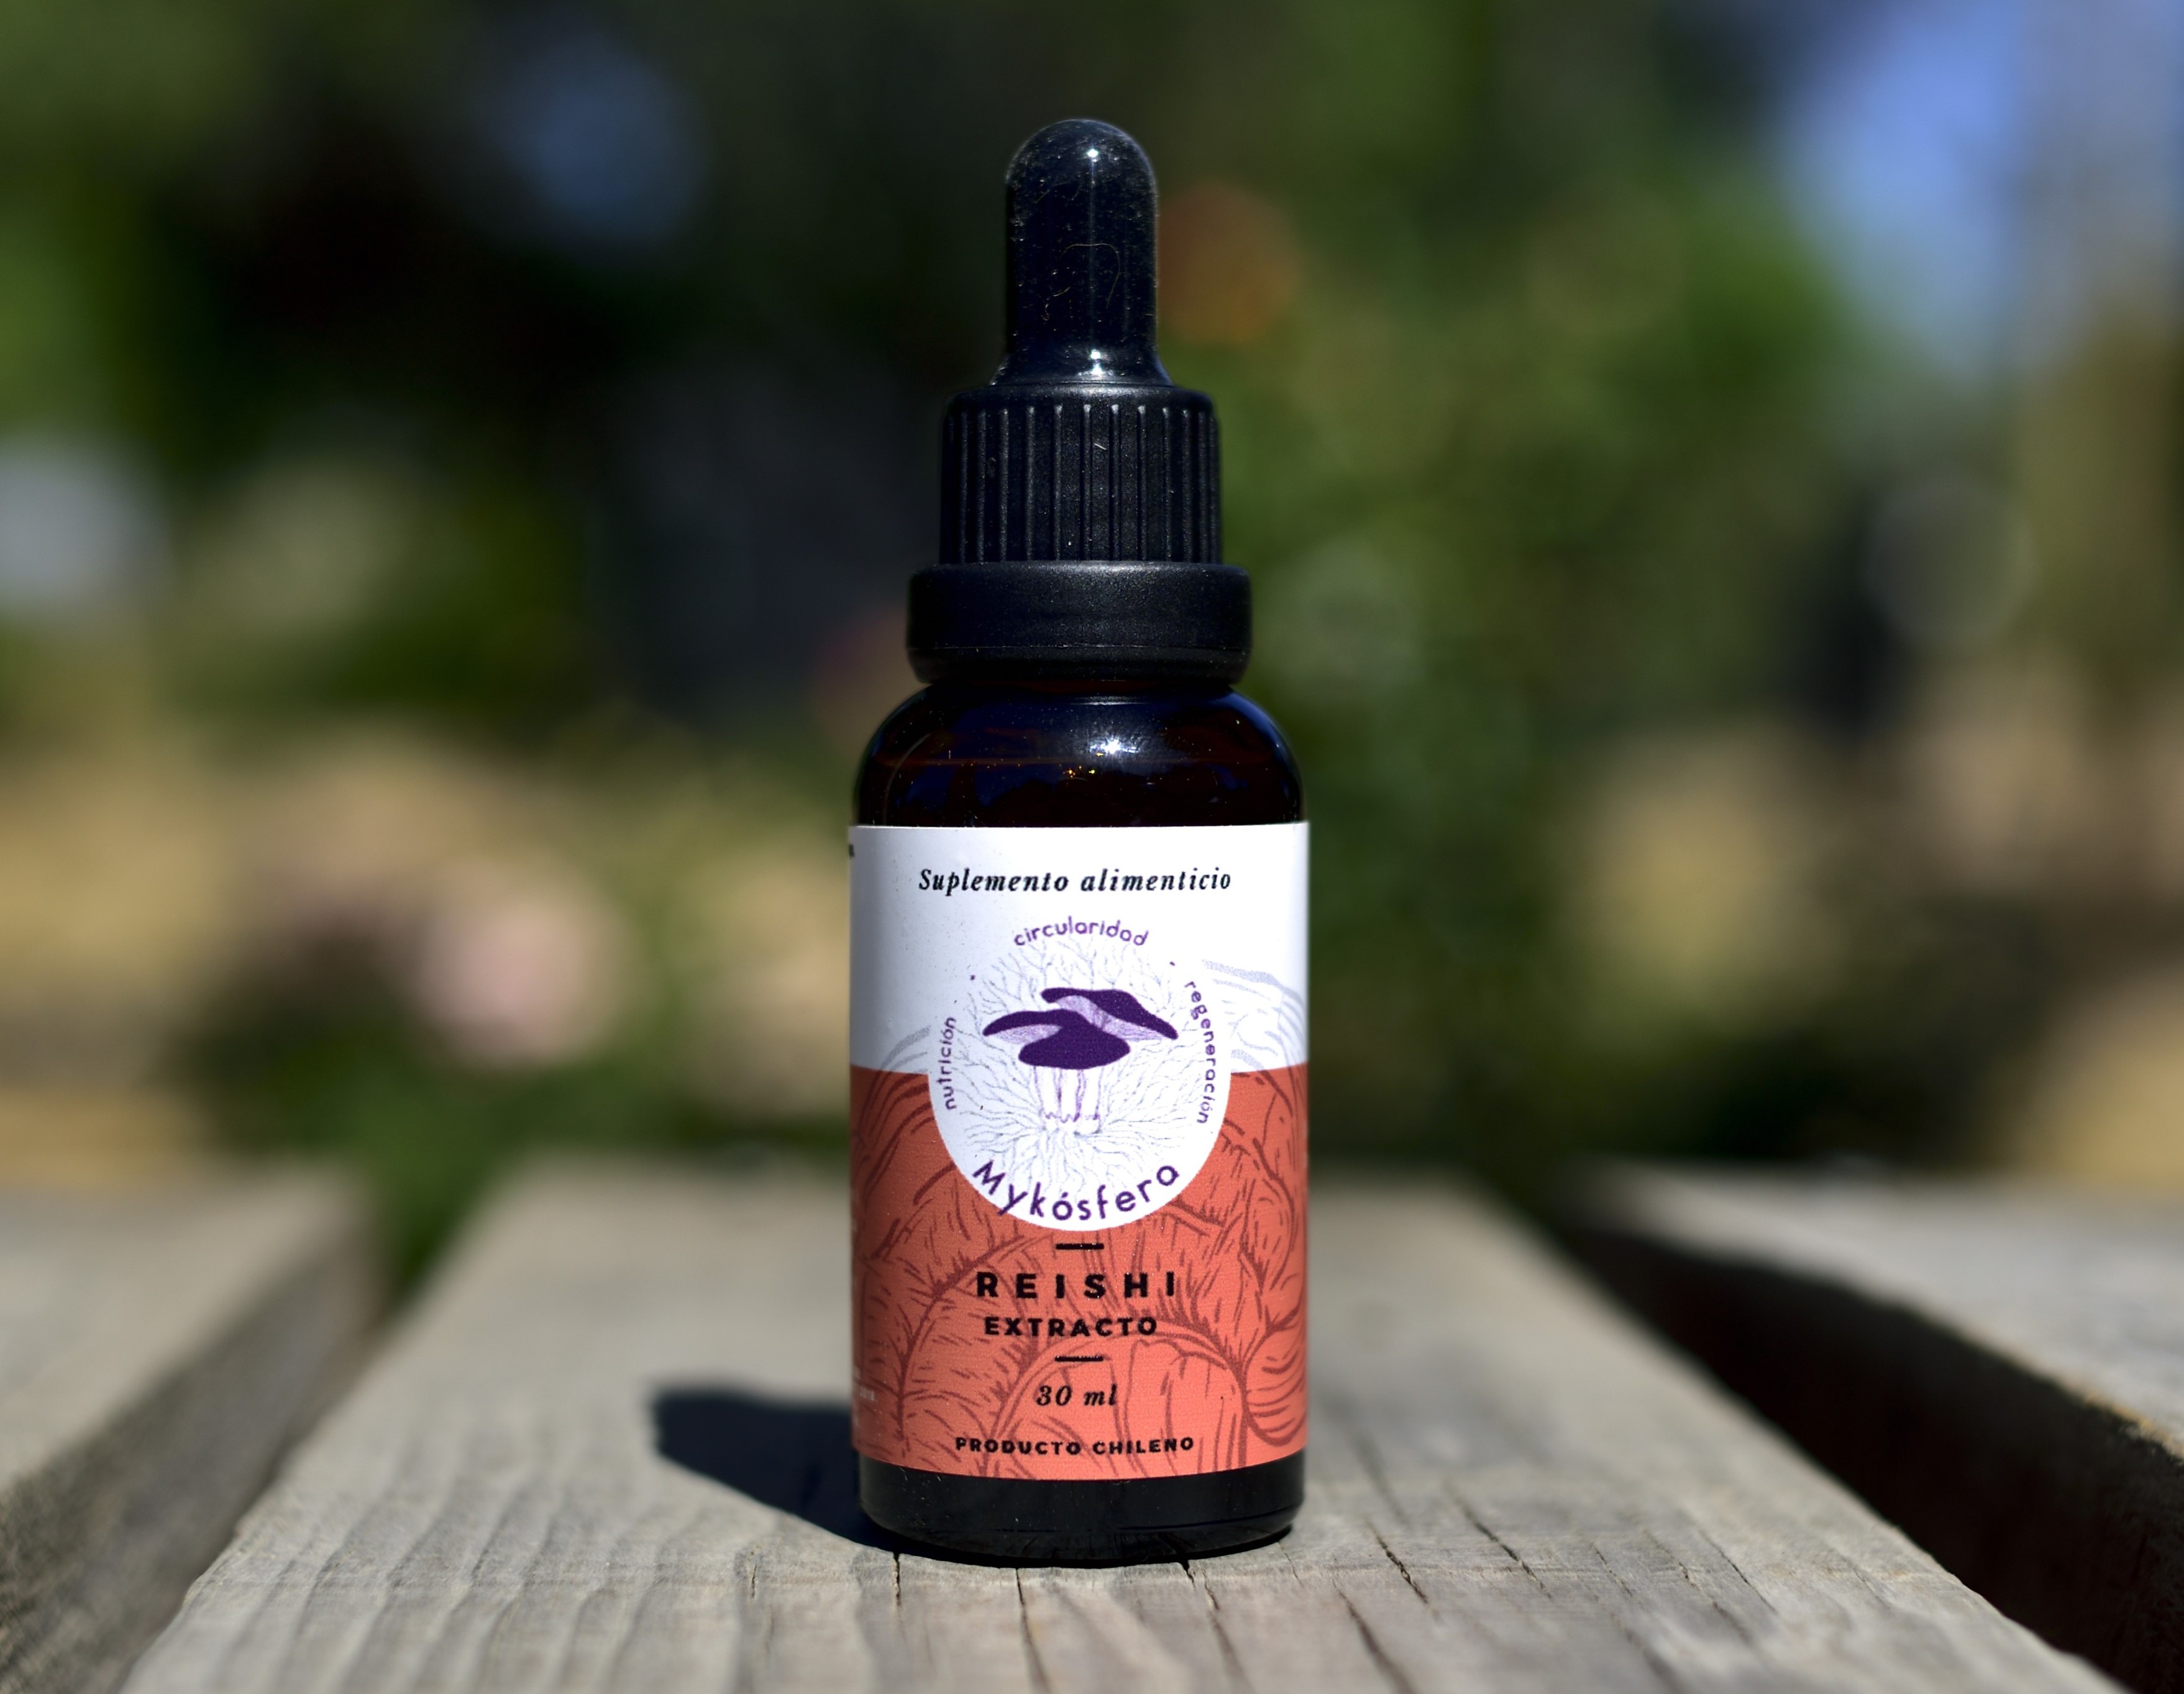 Suplemento alimenticio
circularidad
nutrición
regeneración
Mykósfera
REISHI
EXTRACTO
30 ml
PRODUCTO CHILENO